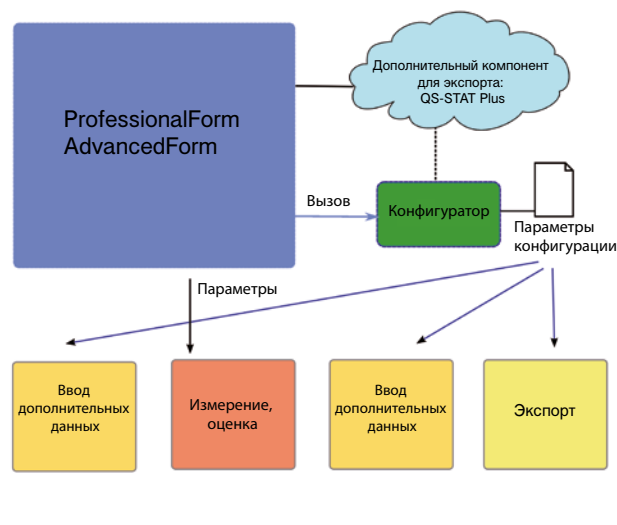 ProfessionalForm
AdvancedForm
Дополнительный компонент
для экспорта:
QS-STAT Plus
Вызов
Конфигуратор
Параметры
конфигурации
Параметры
Ввод
дополнительных
данных
Измерение,
оценка
Ввод
дополнительных
данных
Экспорт